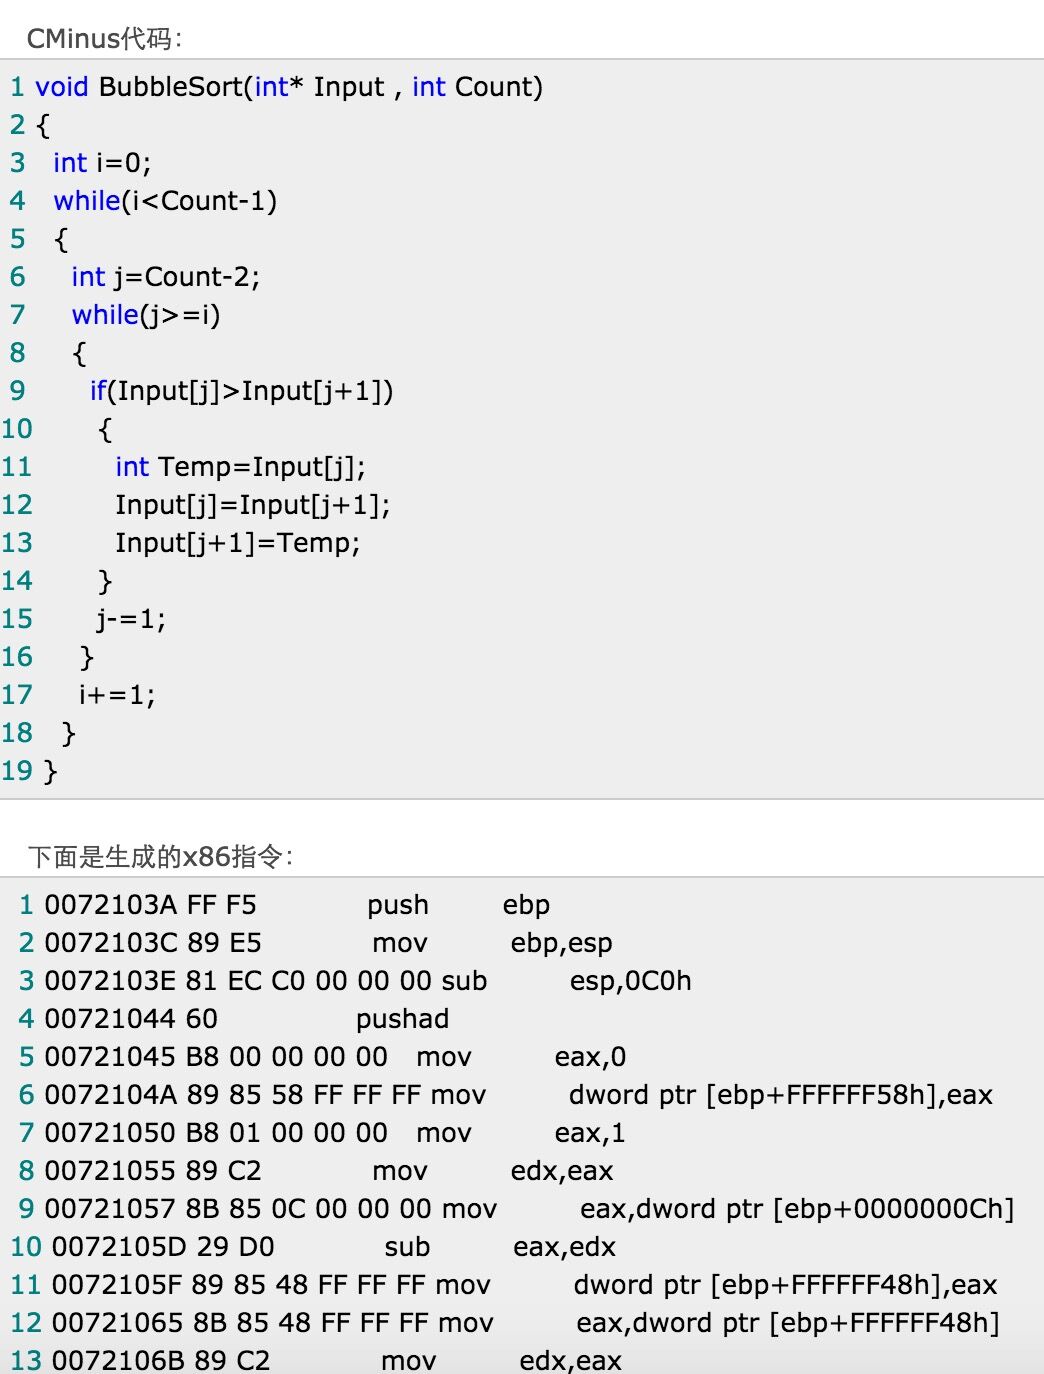 CMinus代码:
1 void BubbleSort(int* Input , int Count)
2 {
3 int i=0;
4 while(i<Count-1)
5 {
6 int j=Count-2;
7 while(j>=i)
8 {
9 if(Input[j]>Input[j+1])
10 {
11 int Temp=Input[j];
12 Input[j]=Input[j+1];
13 Input[j+1]=Temp;
14 }
15 j-=1;
16 }
17 i+=1;
18 }
19 }
下面是生成的x86指令:
1 0072103A FF F5 push ebp
2 0072103C 89 E5 mov ebp,esp
3 0072103E 81 EC C0 00 00 00 sub esp,0C0h
4 00721044 60 pushad
5 00721045 B8 00 00 00 00 mov eax,0
6 0072104A 89 85 58 FF FF FF mov dword ptr [ebp+FFFFFF58h],eax
7 00721050 B8 01 00 00 00 mov eax,1
8 00721055 89 C2 mov edx,eax
9 00721057 8B 85 0C 00 00 00 mov eax,dword ptr [ebp+0000000Ch]
10 0072105D 29 D0 sub eax,edx
11 0072105F 89 85 48 FF FF FF mov dword ptr [ebp+FFFFFF48h],eax
12 00721065 8B 85 48 FF FF FF mov eax,dword ptr [ebp+FFFFFF48h]
13 0072106B 89 C2 mov edx,eax